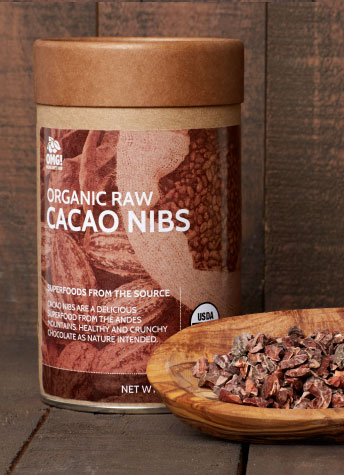 OMG!
ORGANIC RAW
CACAO NIBS
SUPERFOODS FROM THE SOURCE
CACAO NIBS ARE A DELICIOUS
SUPERFOOD FROM THE ANDES
MOUNTAINS. HEALTHY AND CRUNCHY
CHOCOLATE AS NATURE INTENDED.
USDA
NET